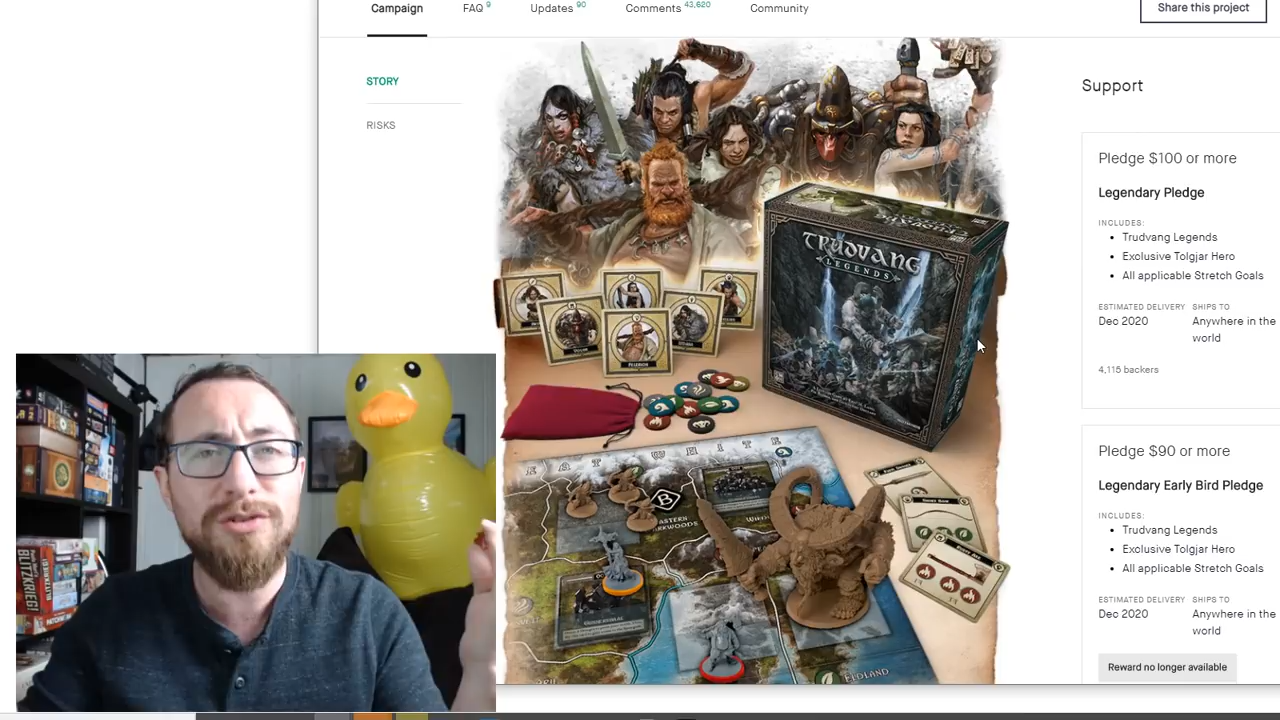 Campaign
FAQ 9
Updates 90
Comments 43,620
Community
Share this project
STORY
RISKS
Support
Pledge $100 or more
Legendary Pledge
INCLUDES:
Trudvang Legends
Exclusive Tolgjar Hero
All applicable Stretch Goals
ESTIMATED DELIVERY
Dec 2020
SHIPS TO
Anywhere in the
world
4,115 backers
Pledge $90 or more
Legendary Early Bird Pledge
INCLUDES:
Trudvang Legends
Exclusive Tolgjar Hero
All applicable Stretch Goals
ESTIMATED DELIVERY
Dec 2020
SHIPS TO
Anywhere in the
world
Reward no longer available
TRUDVANG
LEGENDS
B
ELDLAND
BLITZKRIEG!